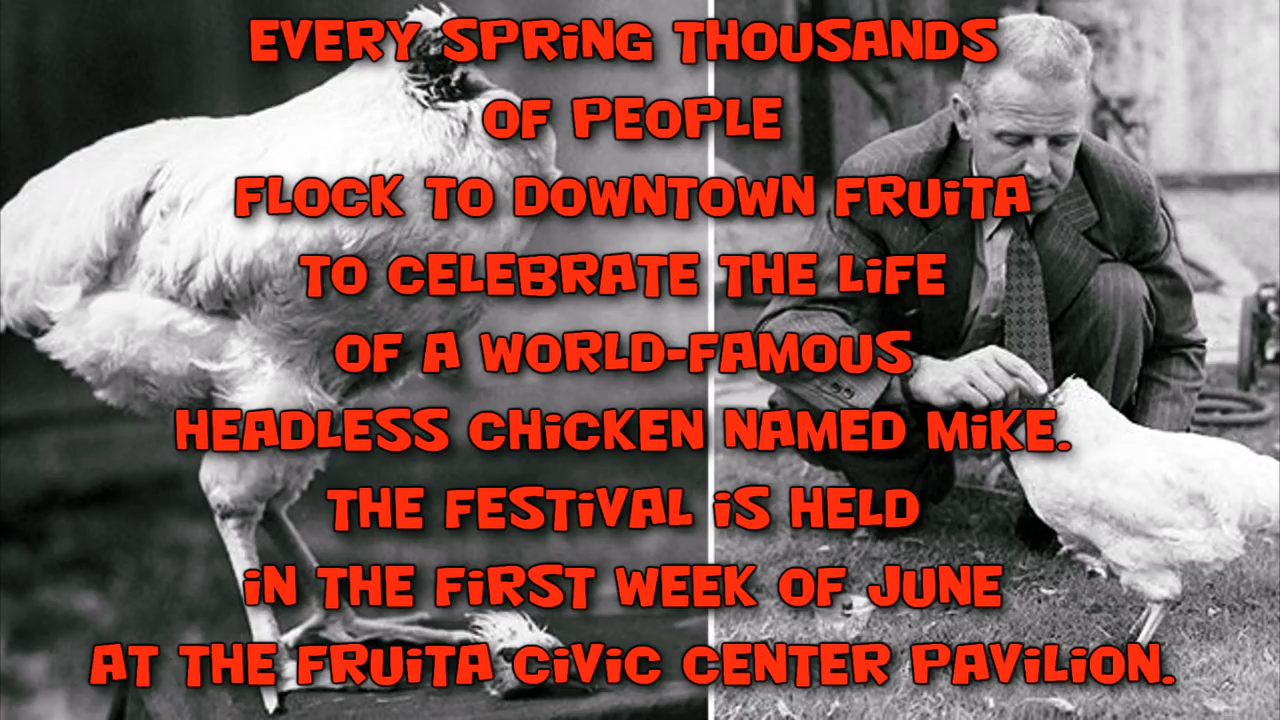 EVERY SPRiNG THOUSANDS
OF PEOPLE
FLOCK TO DOWNTOWN FRUiTA
TO CELEBRATE THE LiFE
OF A WORLD-FAMOUS
HEADLESS CHiCKEN NAMED MiKE.
THE FESTiVAL iS HELD
iN THE FiRST WEEK OF JUNE
AT THE FRUiTA CiViC CENTER PAViLiON.